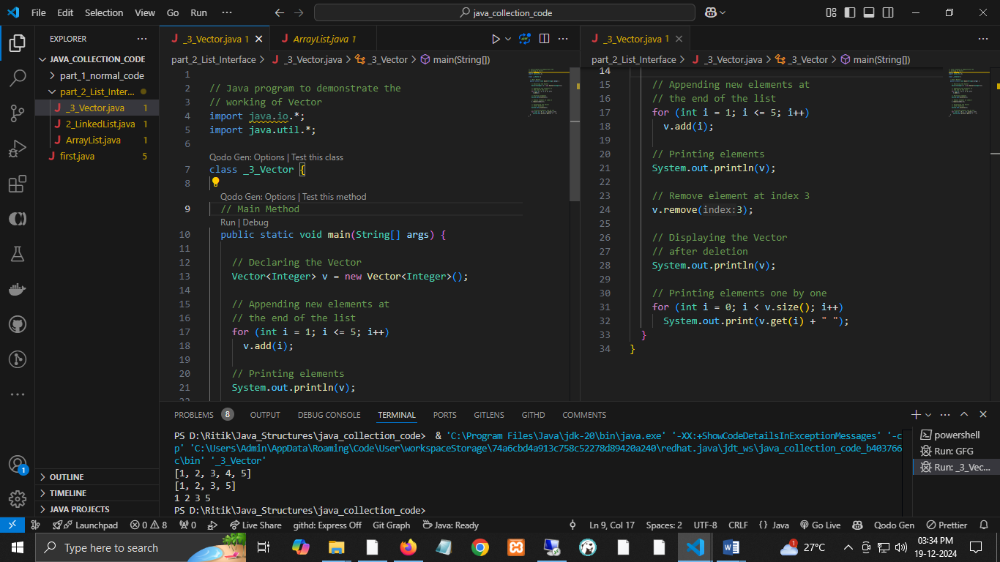 File Edit Selection View Go Run ··· java_collection_code
EXPLORER ···
JAVA_COLLECTION_CODE
part_1_normal_code
part_2_List_Inter...
J _3_Vector.java 1
J 2_LinkedList.java 1
J ArrayList.java 1
J first.java 5
OUTLINE
TIMELINE
JAVA PROJECTS
1
J _3_Vector.java 1 J ArrayList.java 1
part_2_List_Interface > J _3_Vector.java > _3_Vector > main(String[])
1
2 // Java program to demonstrate the
3 // working of Vector
4 import java.io.*;
5 import java.util.*;
6
Qodo Gen: Options | Test this class
7 class _3_Vector {
8
Qodo Gen: Options | Test this method
9 // Main Method
Run | Debug
10 public static void main(String[] args) {
11
12 // Declaring the Vector
13 Vector<Integer> v = new Vector<Integer>();
14
15 // Appending new elements at
16 // the end of the list
17 for (int i = 1; i <= 5; i++)
18 v.add(i);
19
20 // Printing elements
21 System.out.println(v);
22
J _3_Vector.java 1 ···
part_2_List_Interface > J _3_Vector.java > _3_Vector > main(String[])
14
15 // Appending new elements at
16 // the end of the list
17 for (int i = 1; i <= 5; i++)
18 v.add(i);
19
20 // Printing elements
21 System.out.println(v);
22
23 // Remove element at index 3
24 v.remove(index:3);
25
26 // Displaying the Vector
27 // after deletion
28 System.out.println(v);
29
30 // Printing elements one by one
31 for (int i = 0; i < v.size(); i++)
32 System.out.print(v.get(i) + " ");
33 }
34 }
PROBLEMS 8 OUTPUT DEBUG CONSOLE TERMINAL PORTS GITLENS GITHD COMMENTS
PS D:\Ritik\Java_Structures\java_collection_code> & 'C:\Program Files\Java\jdk-20\bin\java.exe' '-XX:+ShowCodeDetailsInExceptionMessages' '-c
p' 'C:\Users\Admin\AppData\Roaming\Code\User\workspaceStorage\74a6cbd4a913c758c52278d89420a240\redhat.java\jdt_ws\java_collection_code_b403766
c\bin' '_3_Vector'
[1, 2, 3, 4, 5]
[1, 2, 3, 5]
1 2 3 5
PS D:\Ritik\Java_Structures\java_collection_code>
powershell
Run: GFG
Run: _3_Vec...
Launchpad 0 8 0 Live Share githd: Express Off Git Graph Java: Ready Ln 9, Col 17 Spaces: 2 UTF-8 CRLF {} Java Go Live Qodo Gen Prettier
Type here to search 1 27°C 03:34 PM
19-12-2024